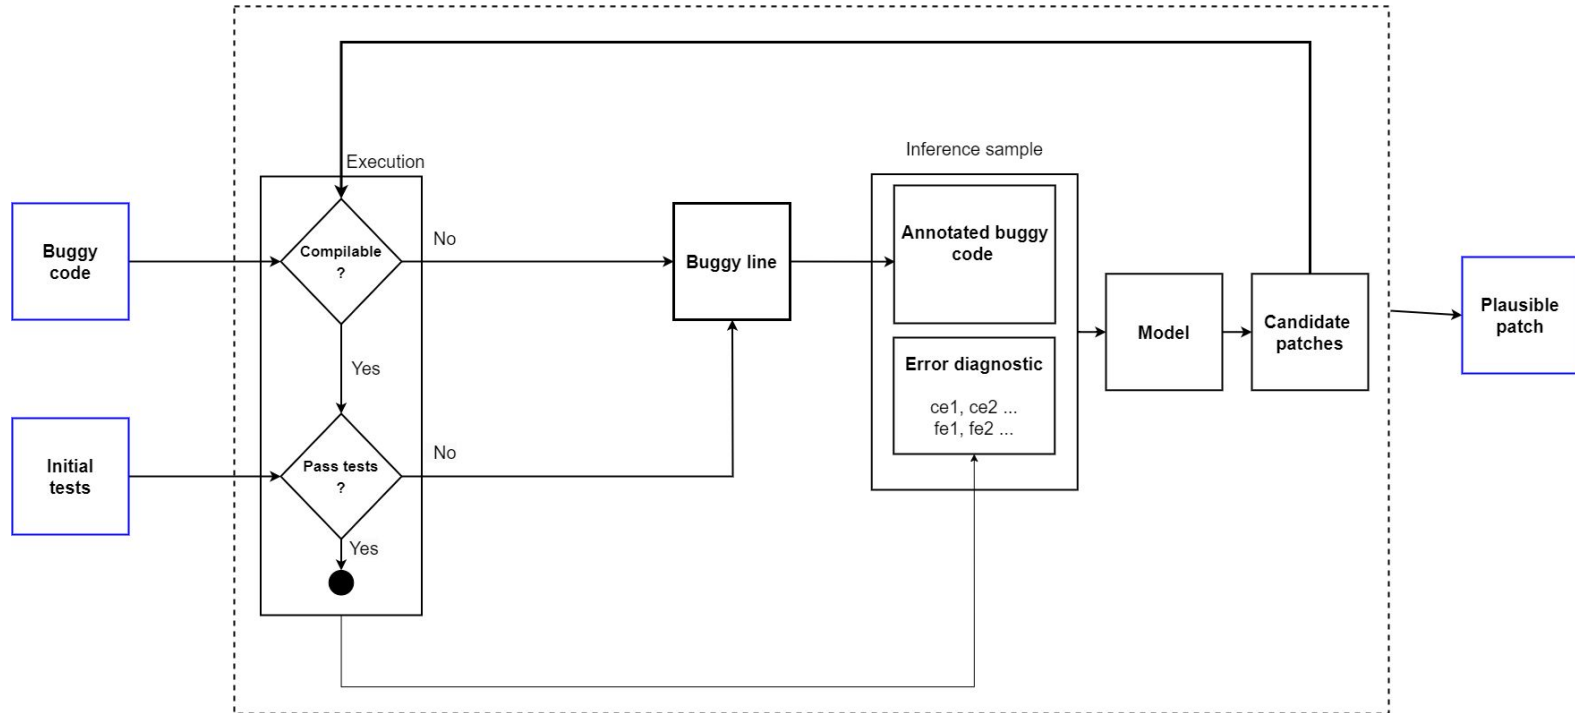 Execution
Inference sample
Buggy
code
Compilable
?
No
Buggy line
Annotated buggy
code
Model
Candidate
patches
Plausible
patch
Yes
Error diagnostic
ce1, ce2 ...
fe1, fe2 ...
Initial
tests
Pass tests
?
No
Yes